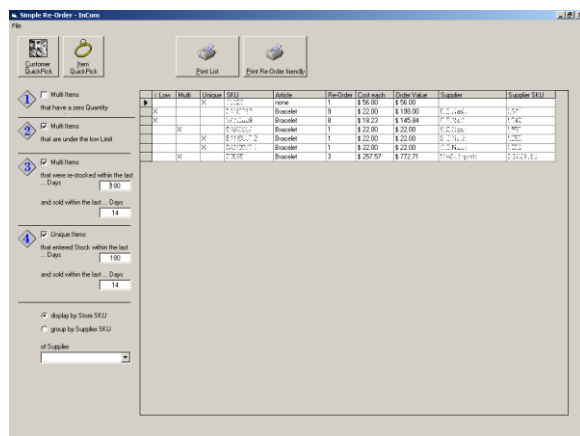 Simple Re-Order - InCom
File
Customer QuickPick
Item QuickPick
Print List
Print Re-Order friendly
1
Multi Items
that have a zero Quantity
2
Multi Items
that are under the low Limit
3
Multi Items
that were re-stocked within the last
... Days
180
and sold within the last ... Days
14
4
Unique Items
that entered Stock within the last
... Days
180
and sold within the last ... Days
14
display by Store SKU
group by Supplier SKU
of Supplier
< Low Multi Unique SKU Article Re-Order Cost each Order Value Supplier Supplier SKU
X none 1 $ 56.00 $ 56.00
X Bracelet 9 $ 22.00 $ 198.00
X Bracelet 8 $ 18.23 $ 145.84
X Bracelet 1 $ 22.00 $ 22.00
X Bracelet 1 $ 22.00 $ 22.00
X Bracelet 1 $ 22.00 $ 22.00
X Bracelet 3 $ 257.57 $ 772.71